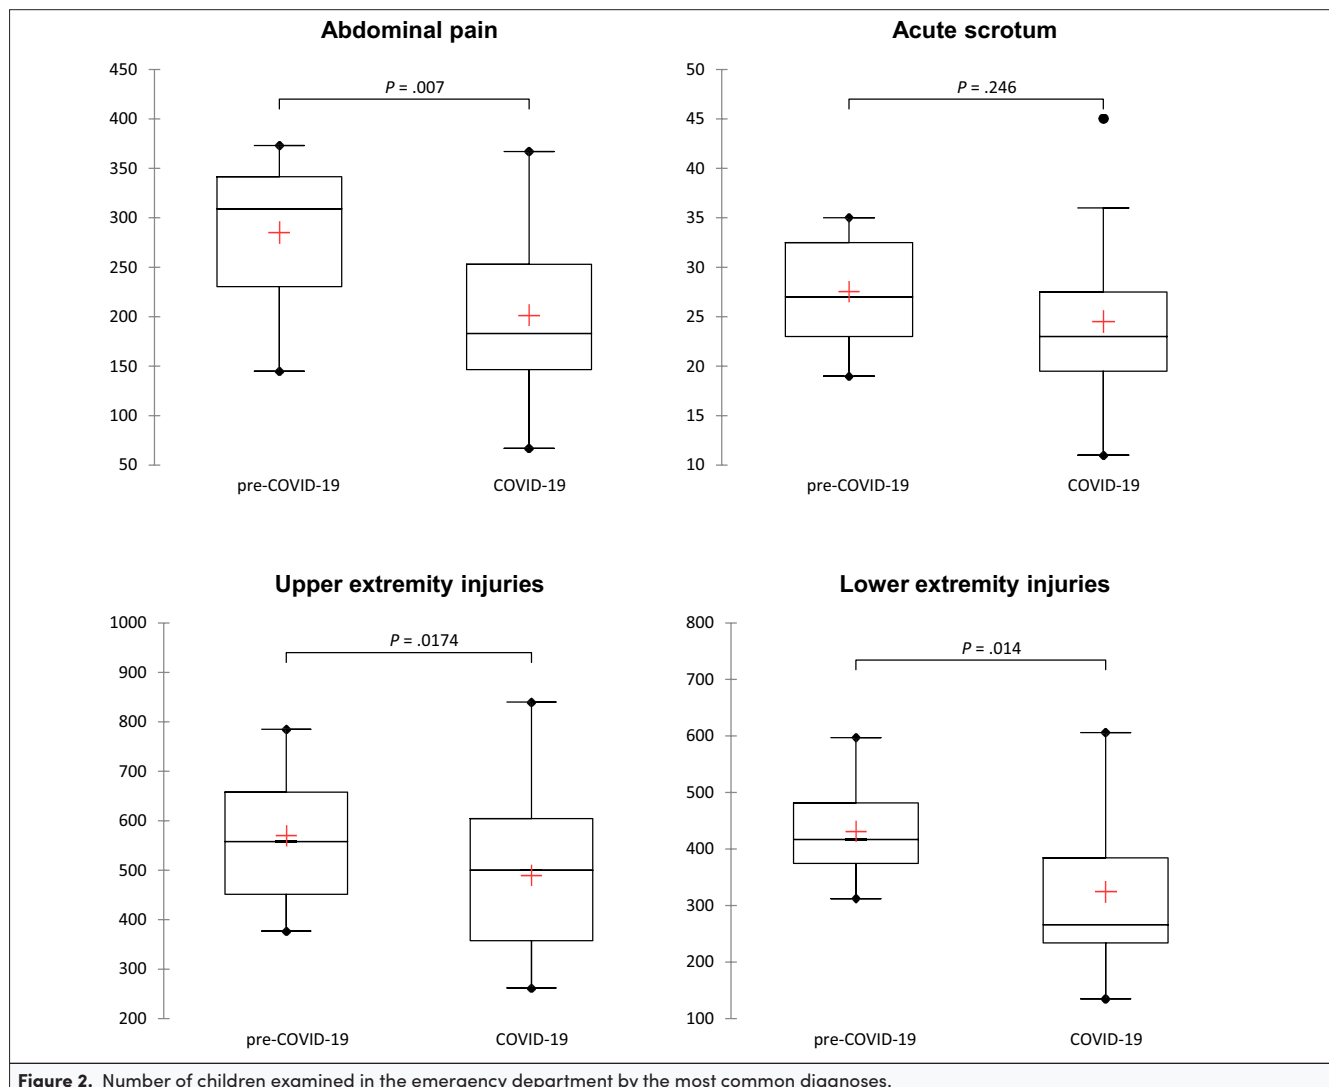 Abdominal pain
450
400
350
300
250
200
150
100
50
P = .007
pre-COVID-19 COVID-19
Acute scrotum
50
45
40
35
30
25
20
15
10
P = .246
pre-COVID-19 COVID-19
Upper extremity injuries
1000
900
800
700
600
500
400
300
200
P = .0174
pre-COVID-19 COVID-19
Lower extremity injuries
800
700
600
500
400
300
200
100
P = .014
pre-COVID-19 COVID-19
Figure 2. Number of children examined in the emergency department by the most common diagnoses.